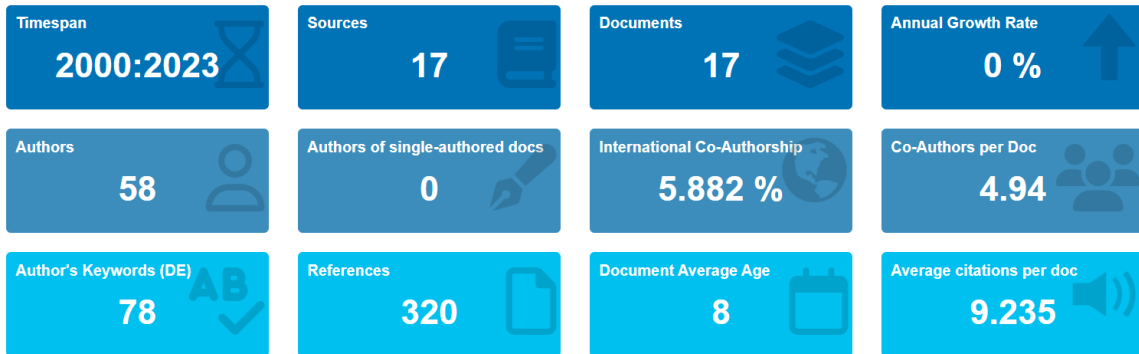 Timespan
2000:2023
Sources
17
Documents
17
Annual Growth Rate
0 %
Authors
58
Authors of single-authored docs
0
International Co-Authorship
5.882 %
Co-Authors per Doc
4.94
Author's Keywords (DE)
AB
78
References
320
Document Average Age
8
Average citations per doc
9.235